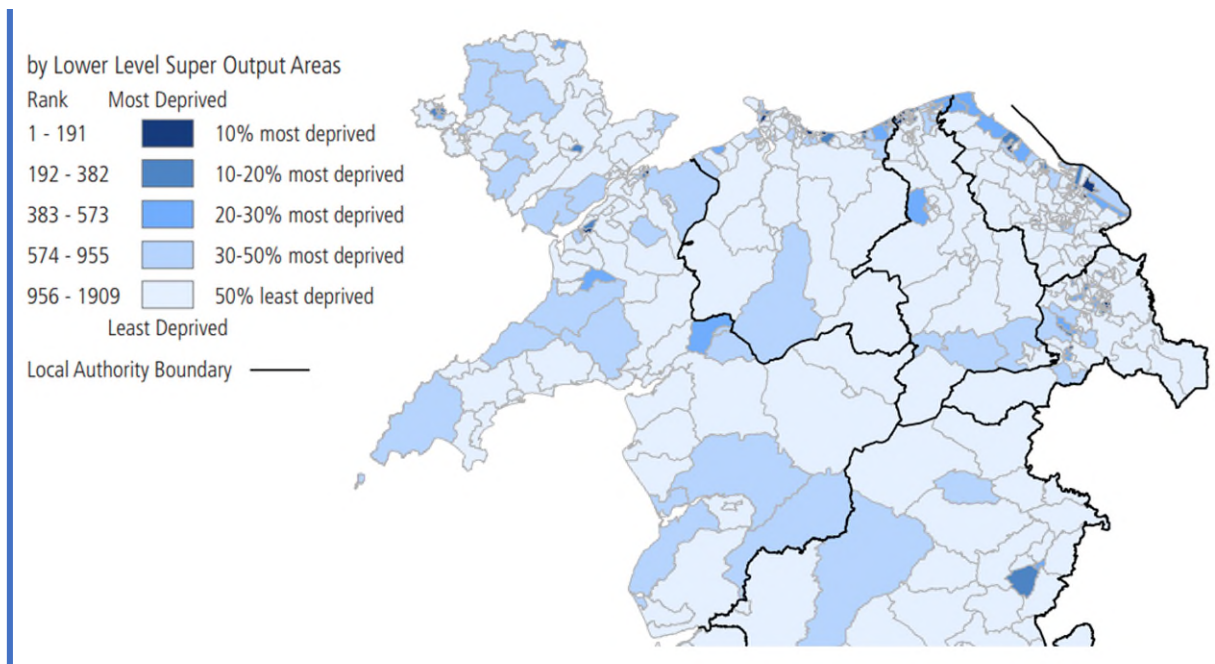 by Lower Level Super Output Areas
Rank Most Deprived
1 - 191 10% most deprived
192 - 382 10-20% most deprived
383 - 573 20-30% most deprived
574 - 955 30-50% most deprived
956 - 1909 50% least deprived
Least Deprived
Local Authority Boundary